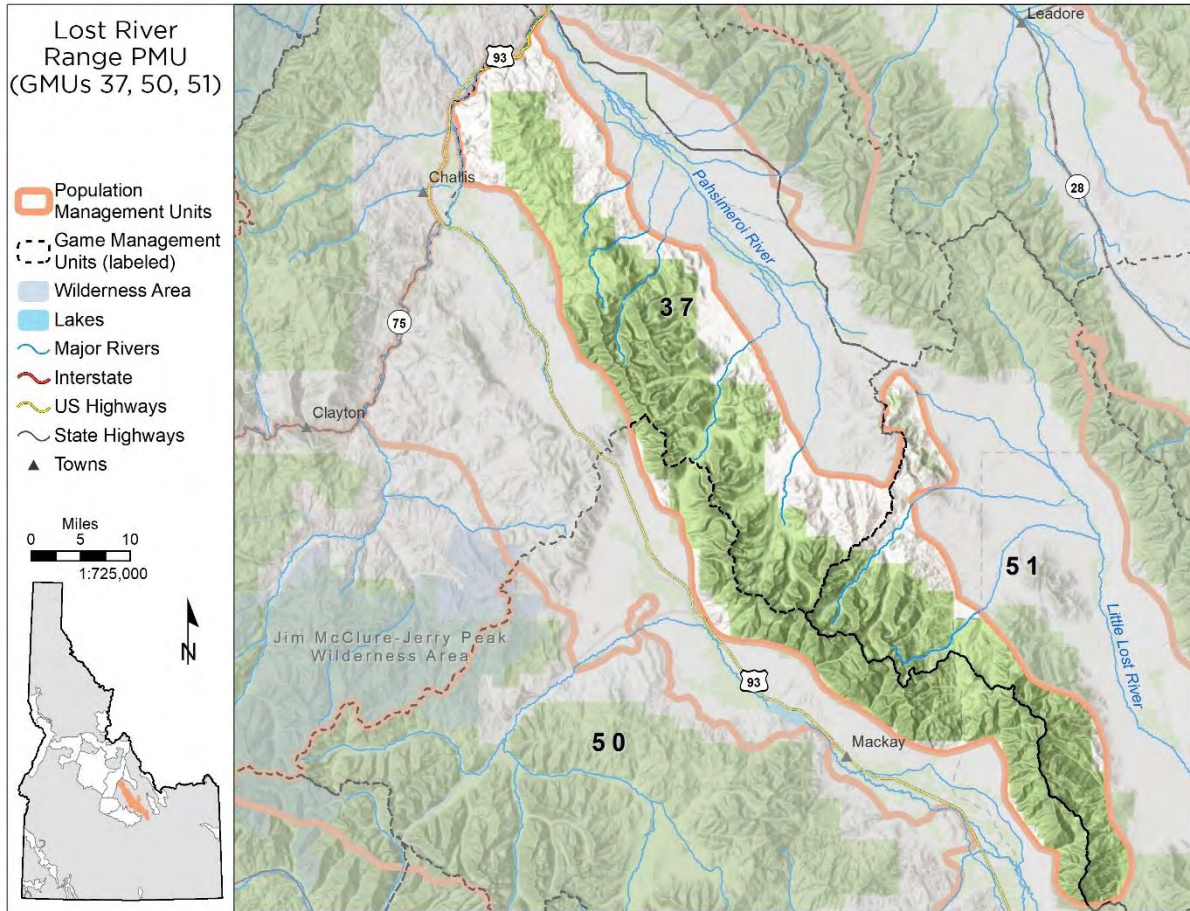 Lost River
Range PMU
(GMUs 37, 50, 51)
Population
Management Units
Game Management
Units (labeled)
Wilderness Area
Lakes
Major Rivers
Interstate
US Highways
State Highways
Towns
Miles
0 5 10
1:725,000
N
93
Leadore
28
Challis
Pahsimeroi River
37
75
Clayton
51
Little Lost River
Jim McClure-Jerry Peak
Wilderness Area
93
Mackay
50